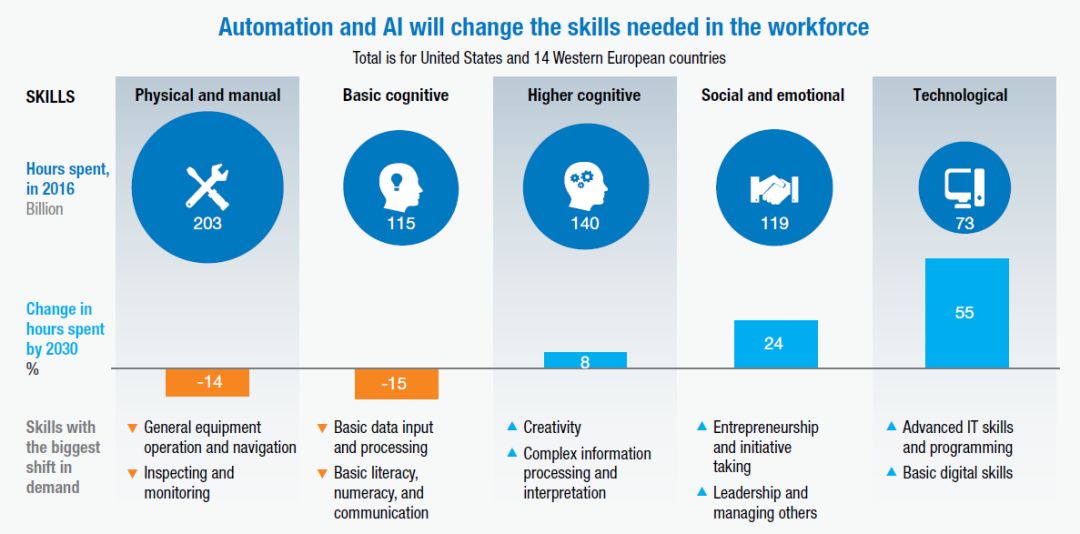 Automation and AI will change the skills needed in the workforce
Total is for United States and 14 Western European countries
SKILLS
Physical and manual
Basic cognitive
Higher cognitive
Social and emotional
Technological
Hours spent,
in 2016
Billion
203
115
140
119
73
Change in
hours spent
by 2030
%
-14
-15
8
24
55
Skills with
the biggest
shift in
demand
General equipment
operation and navigation
Inspecting and
monitoring
Basic data input
and processing
Basic literacy,
numeracy, and
communication
Creativity
Complex information
processing and
interpretation
Entrepreneurship
and initiative
taking
Leadership and
managing others
Advanced IT skills
and programming
Basic digital skills